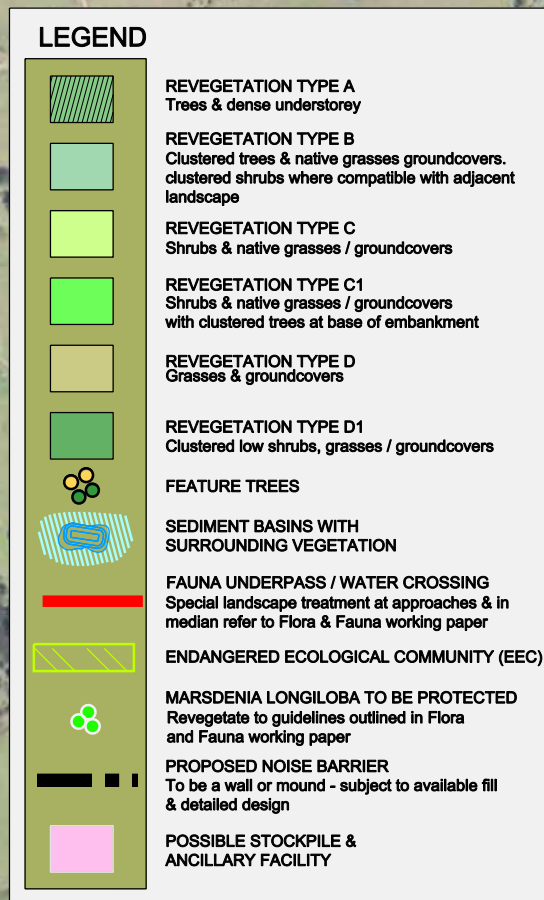 LEGEND
REVEGETATION TYPE A
Trees & dense understorey
REVEGETATION TYPE B
Clustered trees & native grasses groundcovers.
clustered shrubs where compatible with adjacent
landscape
REVEGETATION TYPE C
Shrubs & native grasses / groundcovers
REVEGETATION TYPE C1
Shrubs & native grasses / groundcovers
with clustered trees at base of embankment
REVEGETATION TYPE D
Grasses & groundcovers
REVEGETATION TYPE D1
Clustered low shrubs, grasses / groundcovers
FEATURE TREES
SEDIMENT BASINS WITH
SURROUNDING VEGETATION
FAUNA UNDERPASS / WATER CROSSING
Special landscape treatment at approaches & in
median refer to Flora & Fauna working paper
ENDANGERED ECOLOGICAL COMMUNITY (EEC)
MARSDENIA LONGILOBA TO BE PROTECTED
Revegetate to guidelines outlined in Flora
and Fauna working paper
PROPOSED NOISE BARRIER
To be a wall or mound - subject to available fill
& detailed design
POSSIBLE STOCKPILE &
ANCILLARY FACILITY